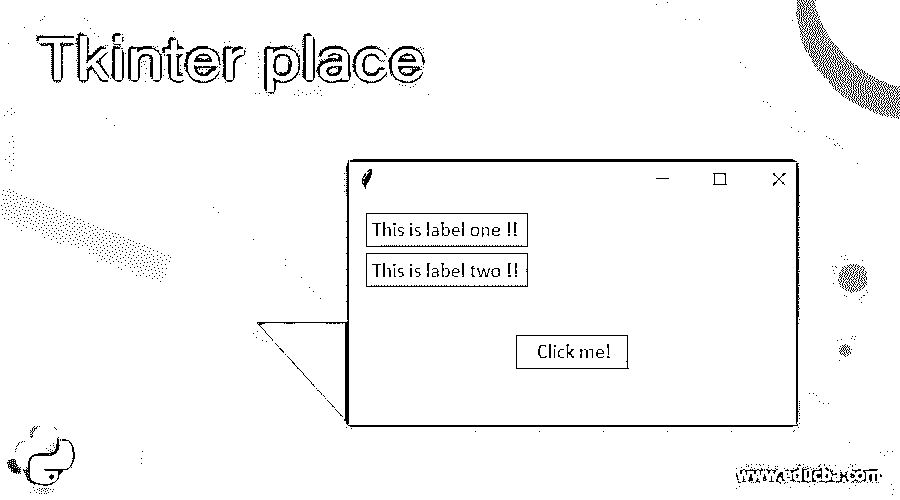 Tkinter place
This is label one !!
This is label two !!
Click me!
www.educba.com